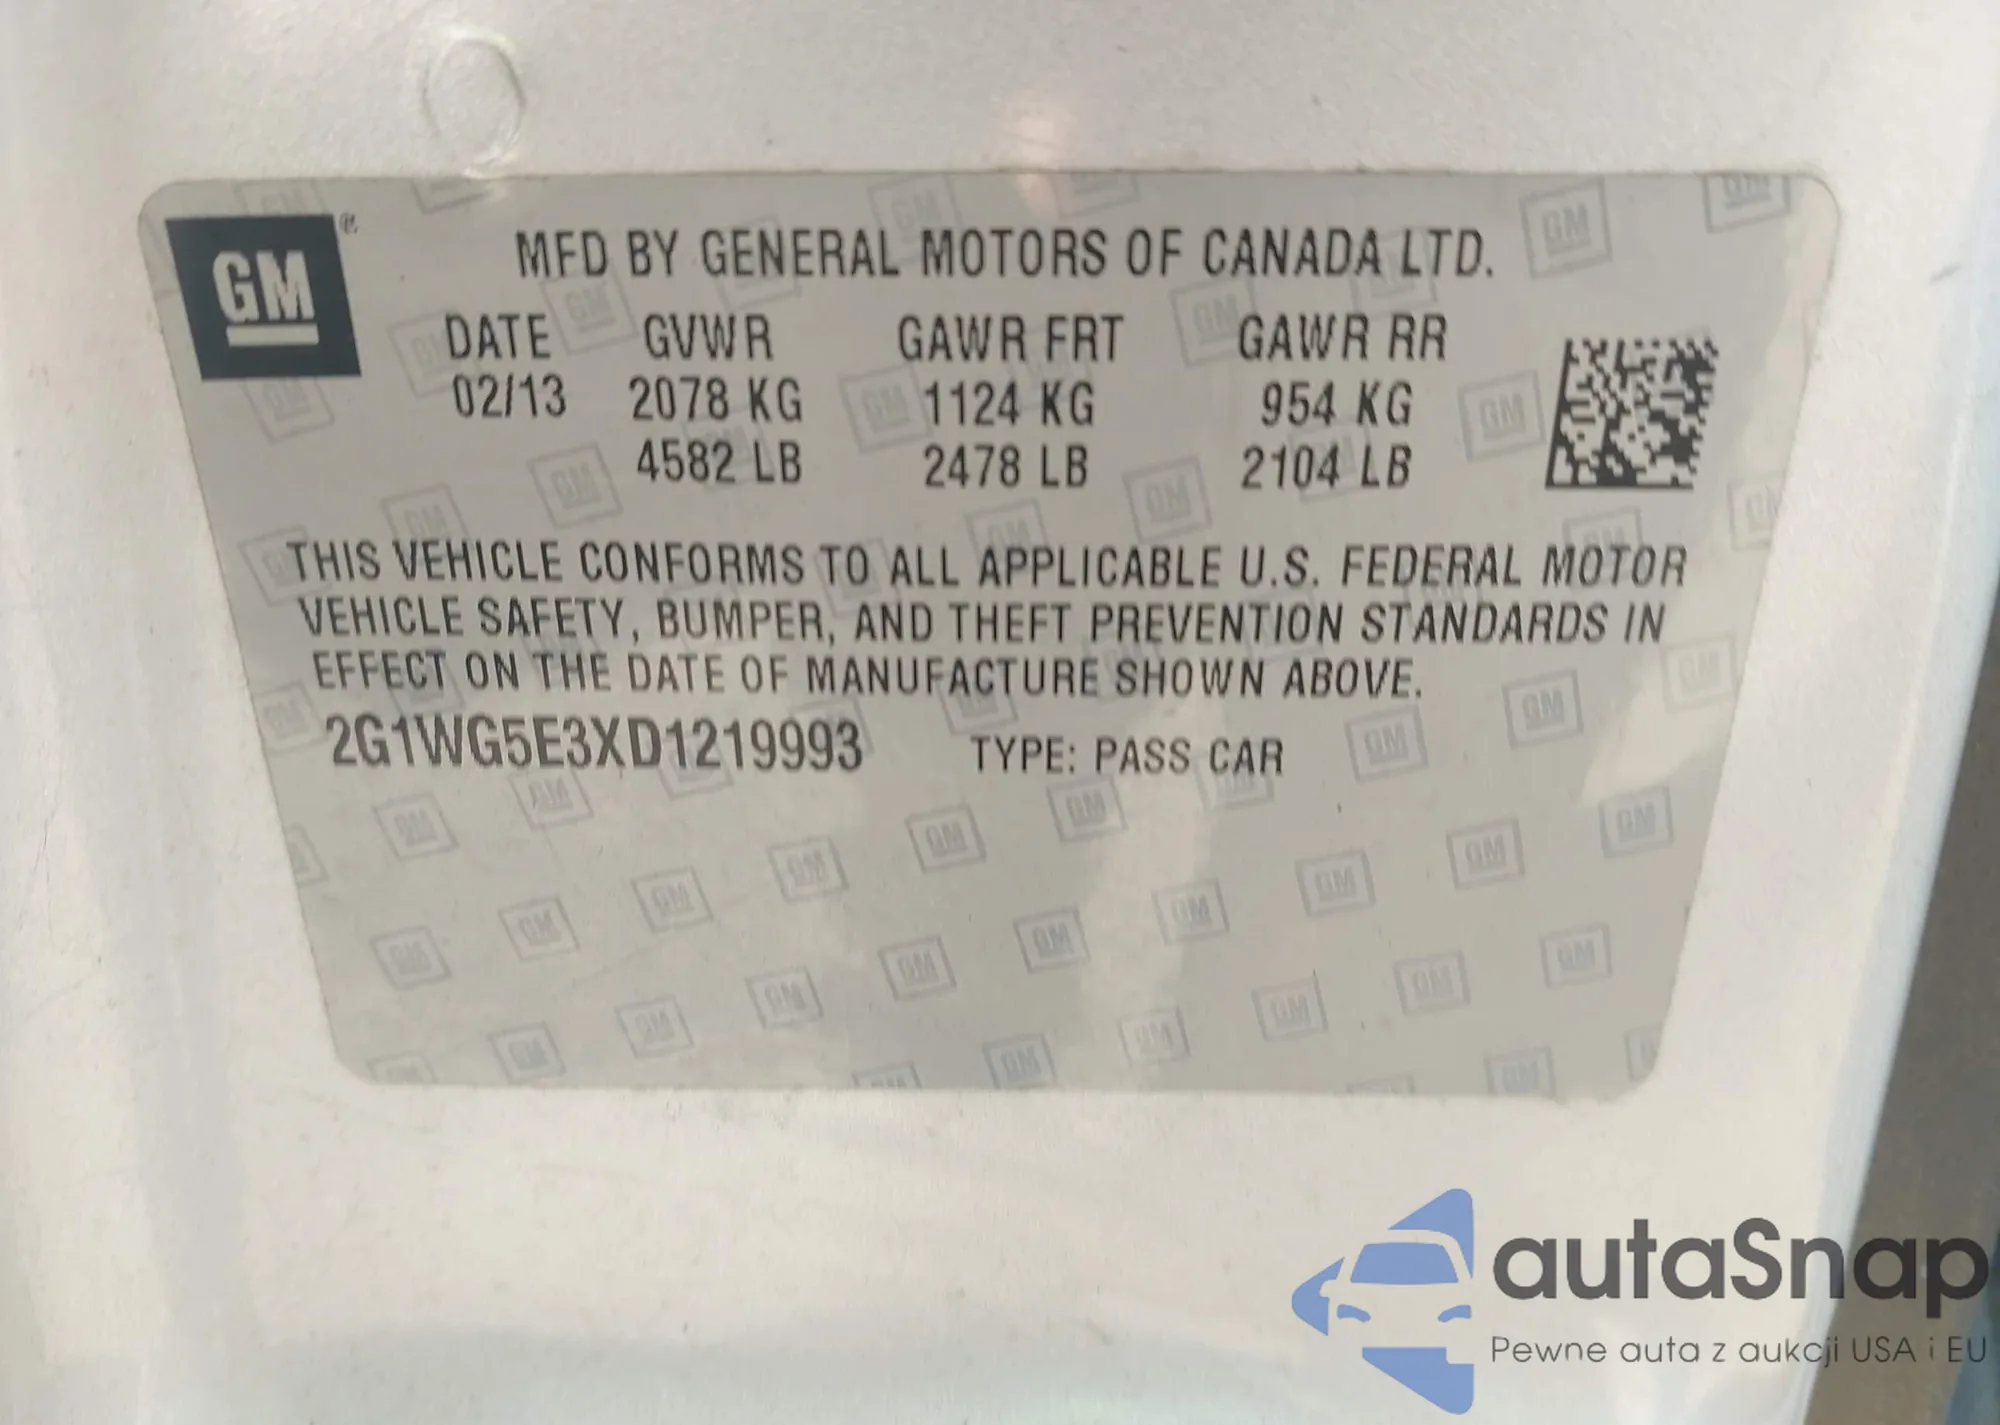 GM
MFD BY GENERAL MOTORS OF CANADA LTD.
DATE GVWR GAWR FRT GAWR RR
02/13 2078 KG 1124 KG 954 KG
4582 LB 2478 LB 2104 LB
THIS VEHICLE CONFORMS TO ALL APPLICABLE U.S. FEDERAL MOTOR
VEHICLE SAFETY, BUMPER, AND THEFT PREVENTION STANDARDS IN
EFFECT ON THE DATE OF MANUFACTURE SHOWN ABOVE.
2G1WG5E3XD1219993 TYPE: PASS CAR
autaSnap
Pewne auta z aukcji USA i EU